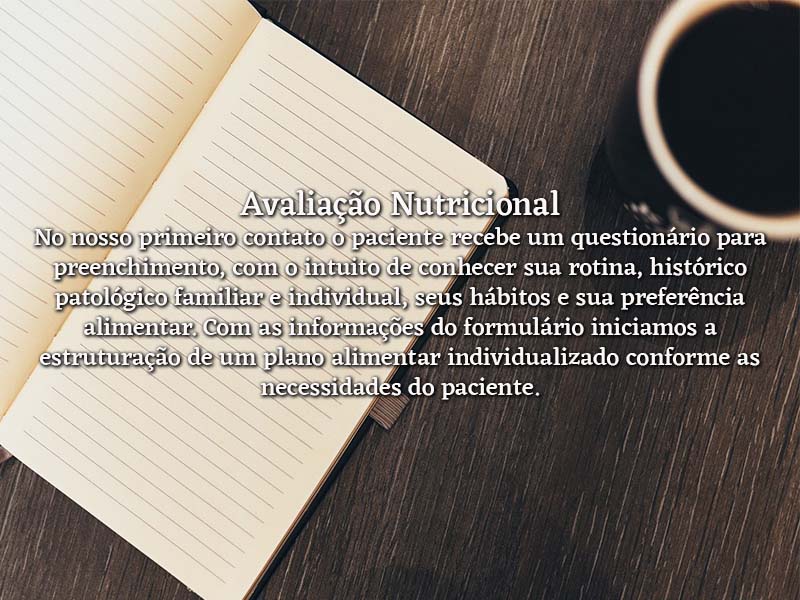 Avaliação Nutricional
No nosso primeiro contato o paciente recebe um questionário para
preenchimento, com o intuito de conhecer sua rotina, histórico
patológico familiar e individual, seus hábitos e sua preferência
alimentar. Com as informações do formulário iniciamos a
estruturação de um plano alimentar individualizado conforme as
necessidades do paciente.